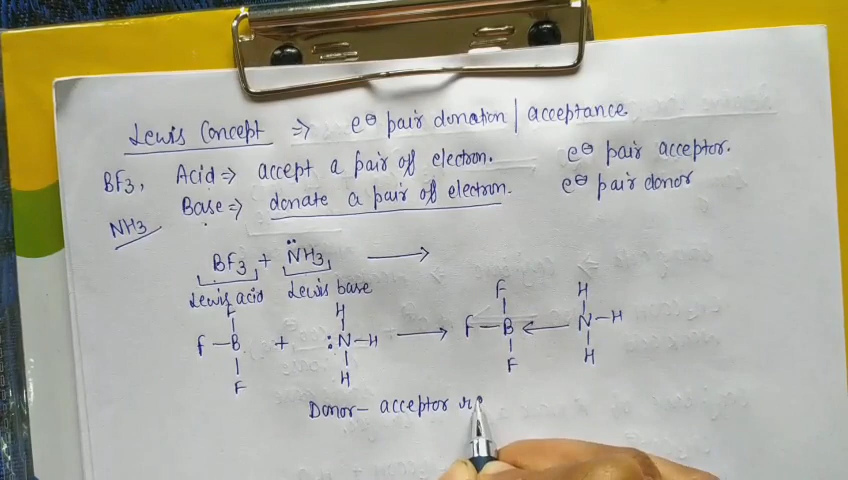 Lewis Concept ⇒ e⊖ pair donation | acceptance
BF3, Acid ⇒ accept a pair of electron. e⊖ pair acceptor.
NH3 Base ⇒ donate a pair of electron. e⊖ pair donor
BF3 + N̈H3 ⟶
Lewis acid Lewis base
F H F H
F—B + :N—H ⟶ F—B ⟵ N—H
F H F H
Donor- acceptor